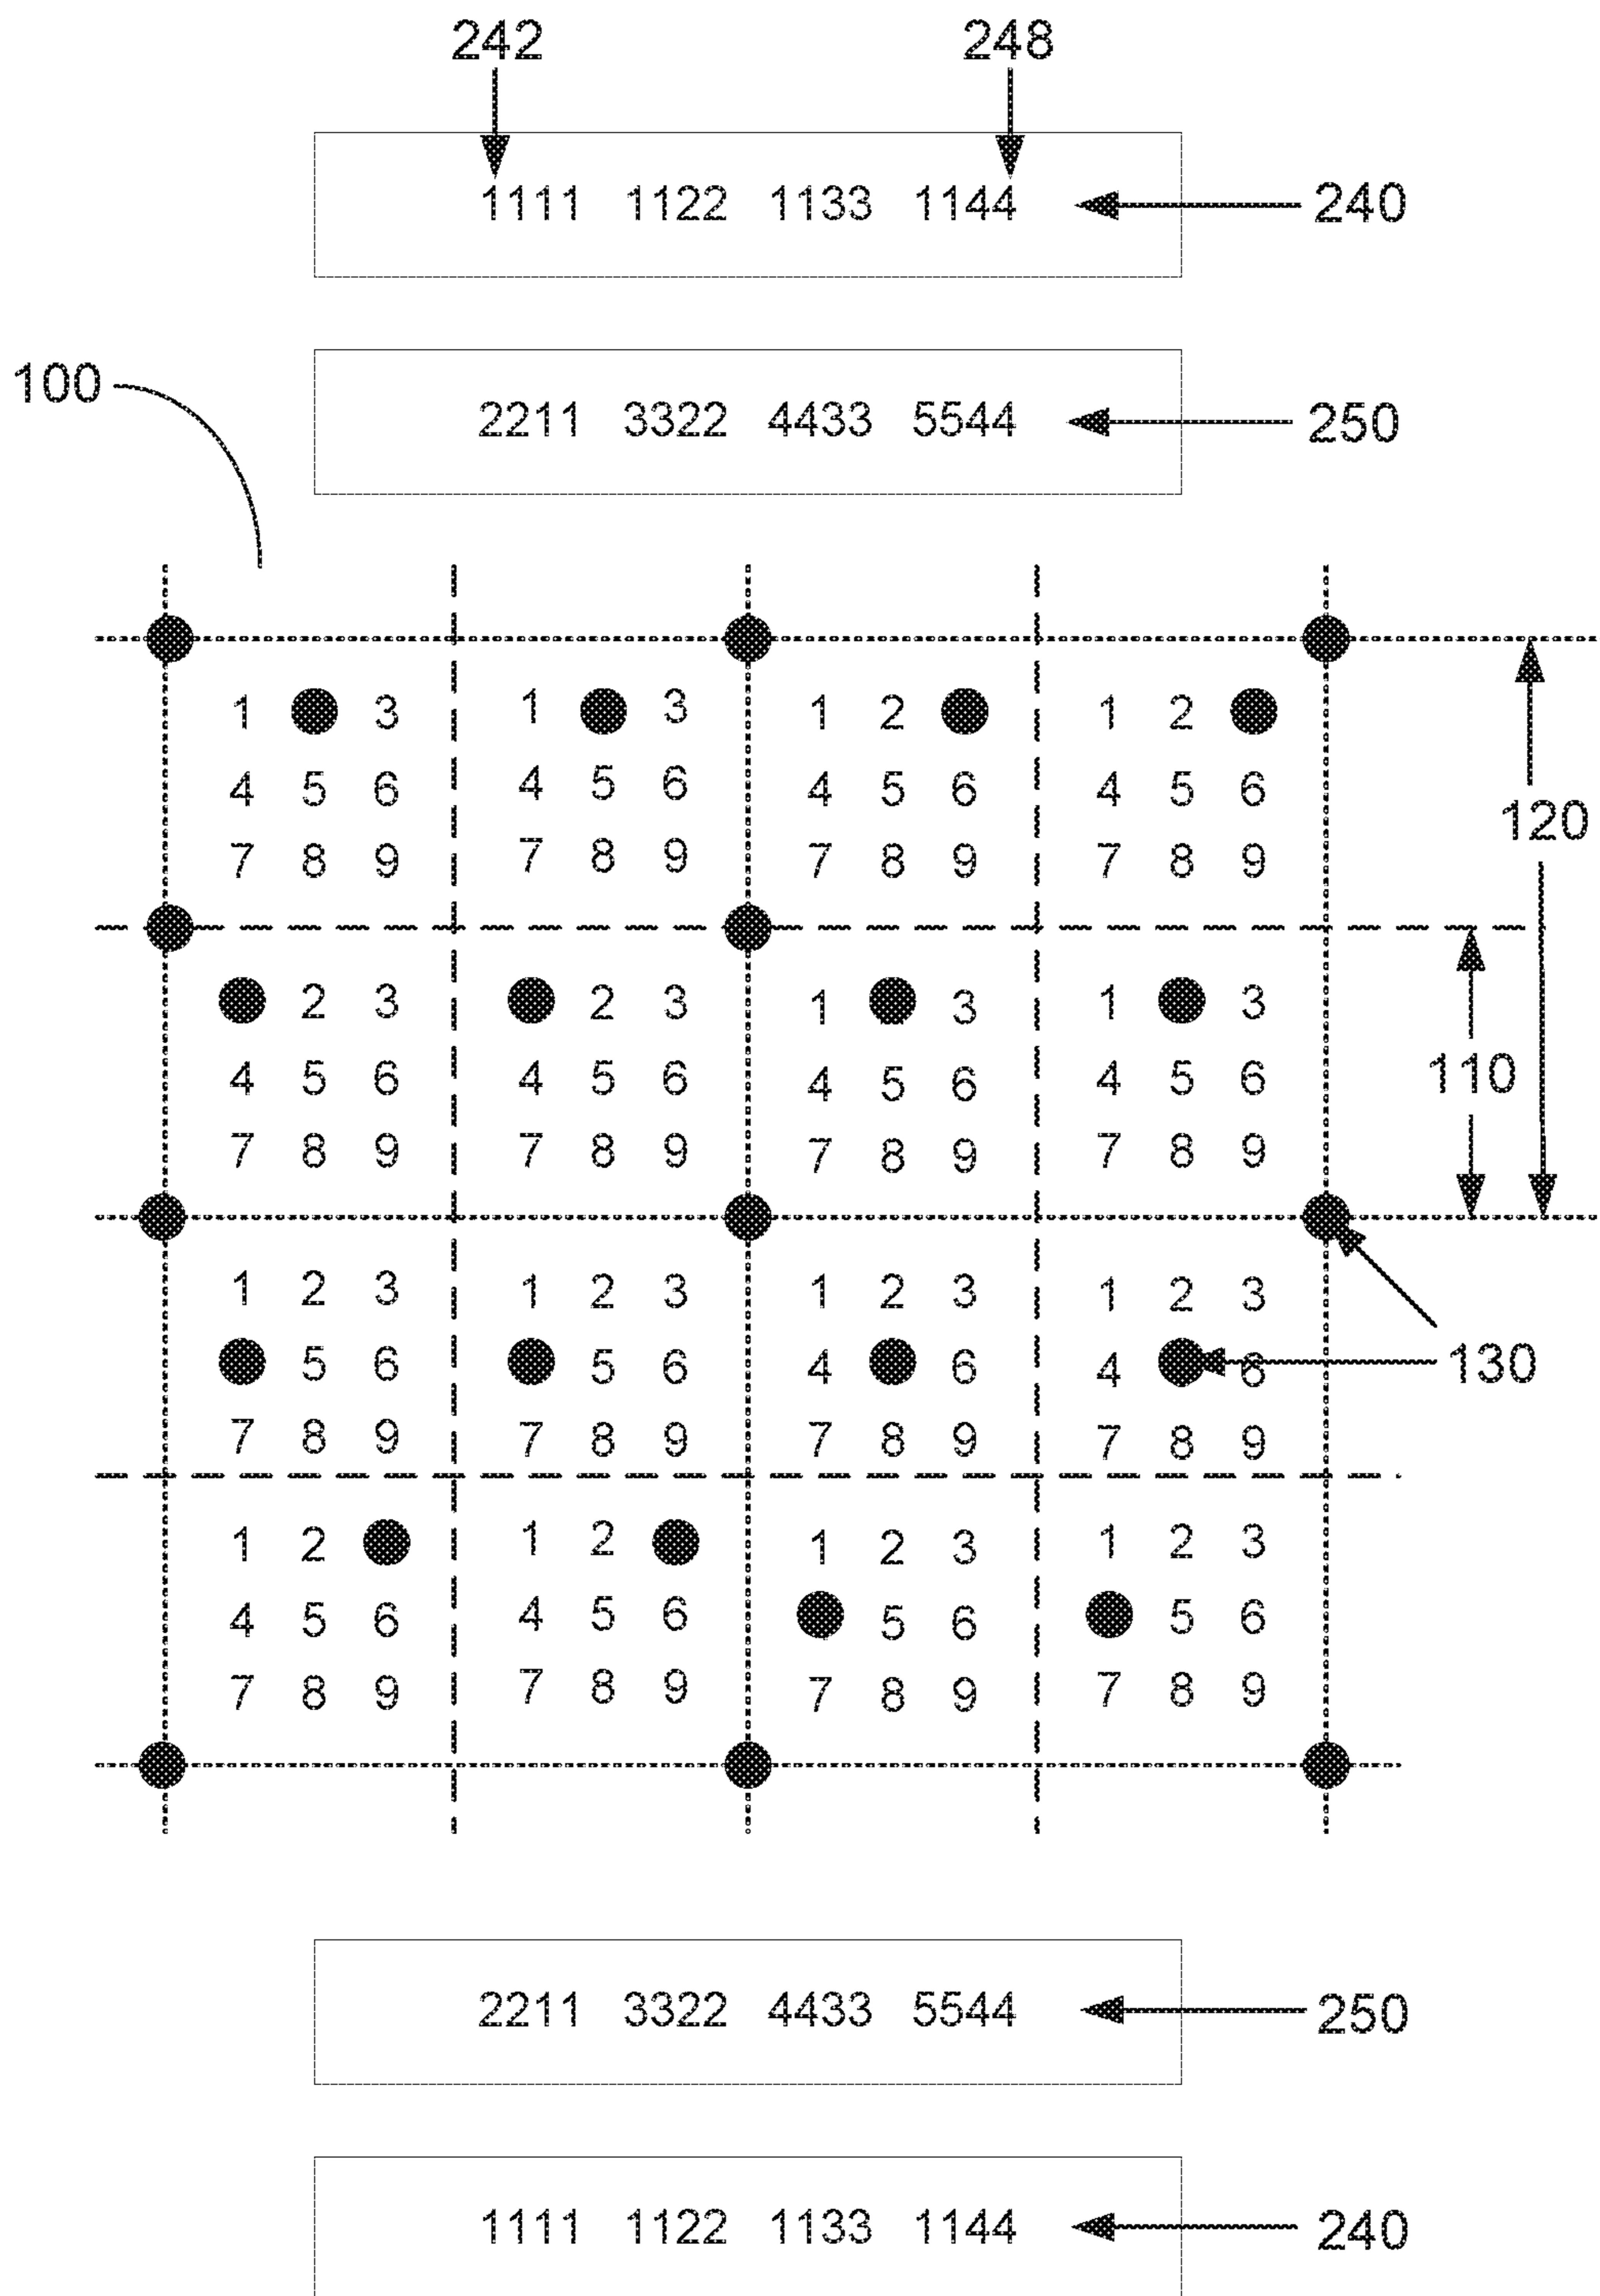 242 248
1111 1122 1133 1144 240
100
2211 3322 4433 5544 250
1 3 1 3 1 2 1 2
4 5 6 4 5 6 4 5 6 4 5 6
120
7 8 9 7 8 9 7 8 9 7 8 9
2 3 2 3 1 3 1 3
4 5 6 4 5 6 4 5 6 4 5 6 110
7 8 9 7 8 9 7 8 9 7 8 9
1 2 3 1 2 3 1 2 3 1 2 3
5 6 5 6 4 6 4 6 130
7 8 9 7 8 9 7 8 9 7 8 9
1 2 1 2 1 2 3 1 2 3
4 5 6 4 5 6 5 6 5 6
7 8 9 7 8 9 7 8 9 7 8 9
2211 3322 4433 5544 250
1111 1122 1133 1144 240